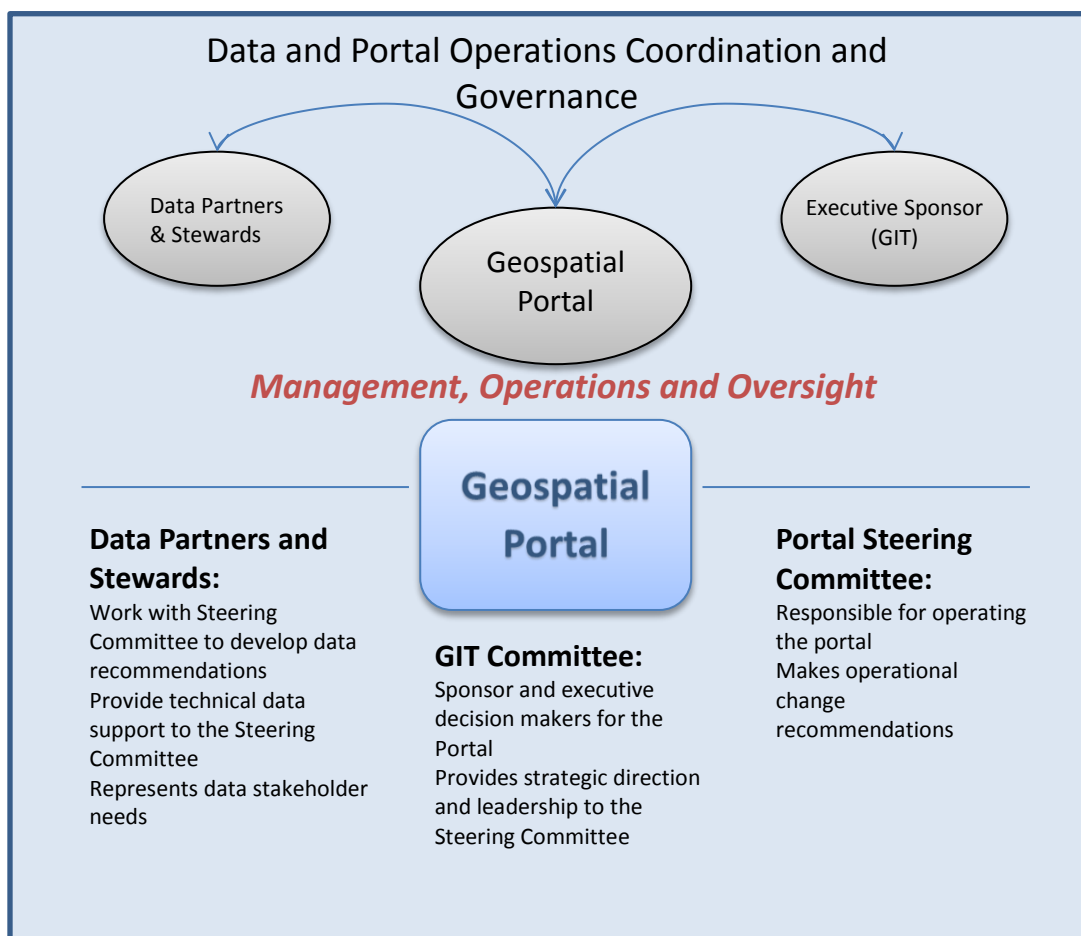 Data and Portal Operations Coordination and
Governance
Data Partners
& Stewards
Geospatial
Portal
Executive Sponsor
(GIT)
Management, Operations and Oversight
Geospatial
Portal
Data Partners and
Stewards:
Work with Steering
Committee to develop data
recommendations
Provide technical data
support to the Steering
Committee
Represents data stakeholder
needs
GIT Committee:
Sponsor and executive
decision makers for the
Portal
Provides strategic direction
and leadership to the
Steering Committee
Portal Steering
Committee:
Responsible for operating
the portal
Makes operational
change
recommendations